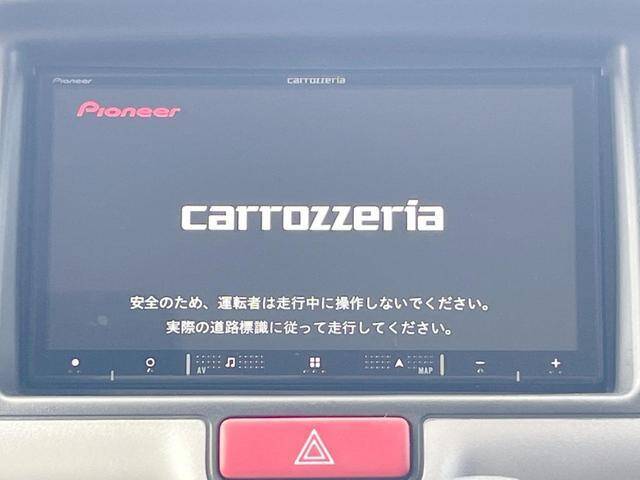 Pioneer
carrozzeria
Pioneer
carrozzeria
安全のため、運転者は走行中に操作しないでください。
実際の道路標識に従って走行してください。
AV
MAP